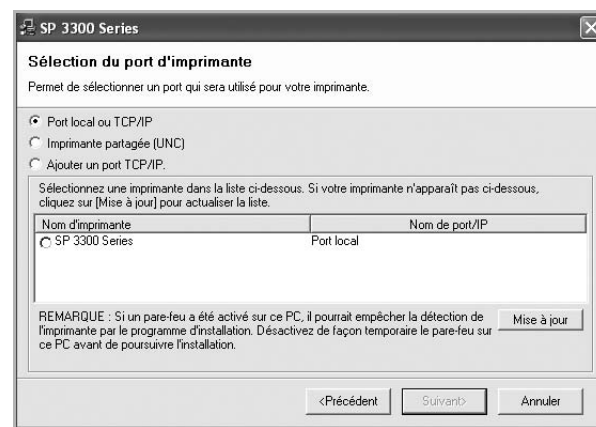 SP 3300 Series
Sélection du port d'imprimante
Permet de sélectionner un port qui sera utilisé pour votre imprimante.
Port local ou TCP/IP
Imprimante partagée (UNC)
Ajouter un port TCP/IP.
Sélectionnez une imprimante dans la liste ci-dessous. Si votre imprimante n'apparaît pas ci-dessous,
cliquez sur [Mise à jour] pour actualiser la liste.
Nom d'imprimante Nom de port/IP
SP 3300 Series Port local
REMARQUE : Si un pare-feu a été activé sur ce PC, il pourrait empêcher la détection de
l'imprimante par le programme d'installation. Désactivez de façon temporaire le pare-feu sur
ce PC avant de poursuivre l'installation.
Mise à jour
<Précédent Suivant> Annuler